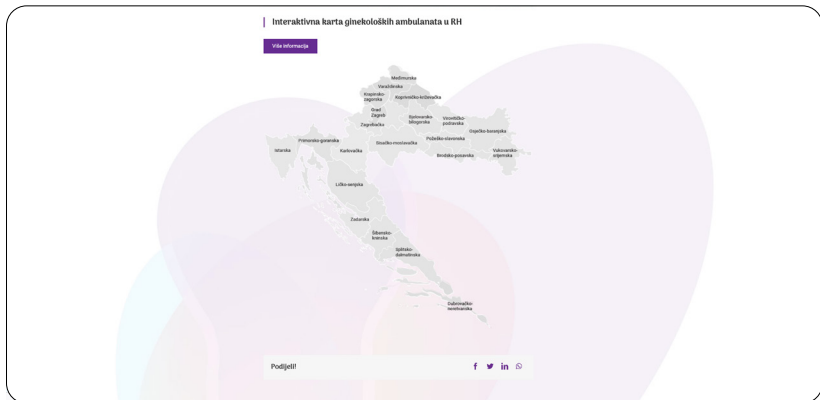 Interaktivna karta ginekoloških ambulanata u RH
Više informacija
Međimurska
Varaždinska
Krapinsko-
zagorska
Koprivničko-križevačka
Grad
Zagreb
Zagrebačka
Bjelovarsko-
bilogorska
Virovitičko-
podravska
Osječko-baranjska
Primorsko-goranska
Istarska
Karlovačka
Sisačko-moslavačka
Požeško-slavonska
Brodsko-posavska
Vukovarsko-
srijemska
Ličko-senjska
Zadarska
Šibensko-
kninska
Splitsko-
dalmatinska
Dubrovačko-
neretvanska
Podijeli!